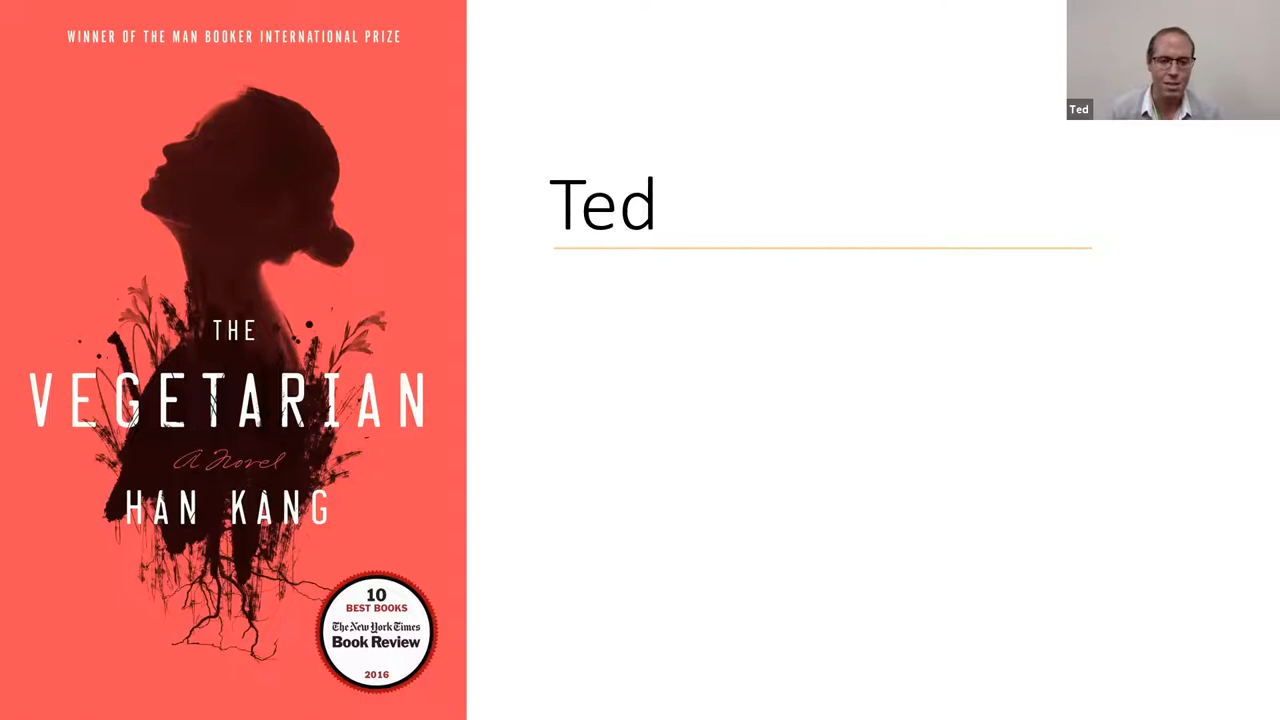 WINNER OF THE MAN BOOKER INTERNATIONAL PRIZE
THE
VEGETARIAN
A Novel
HAN KANG
10
BEST BOOKS
The New York Times
Book Review
2016
Ted
Ted